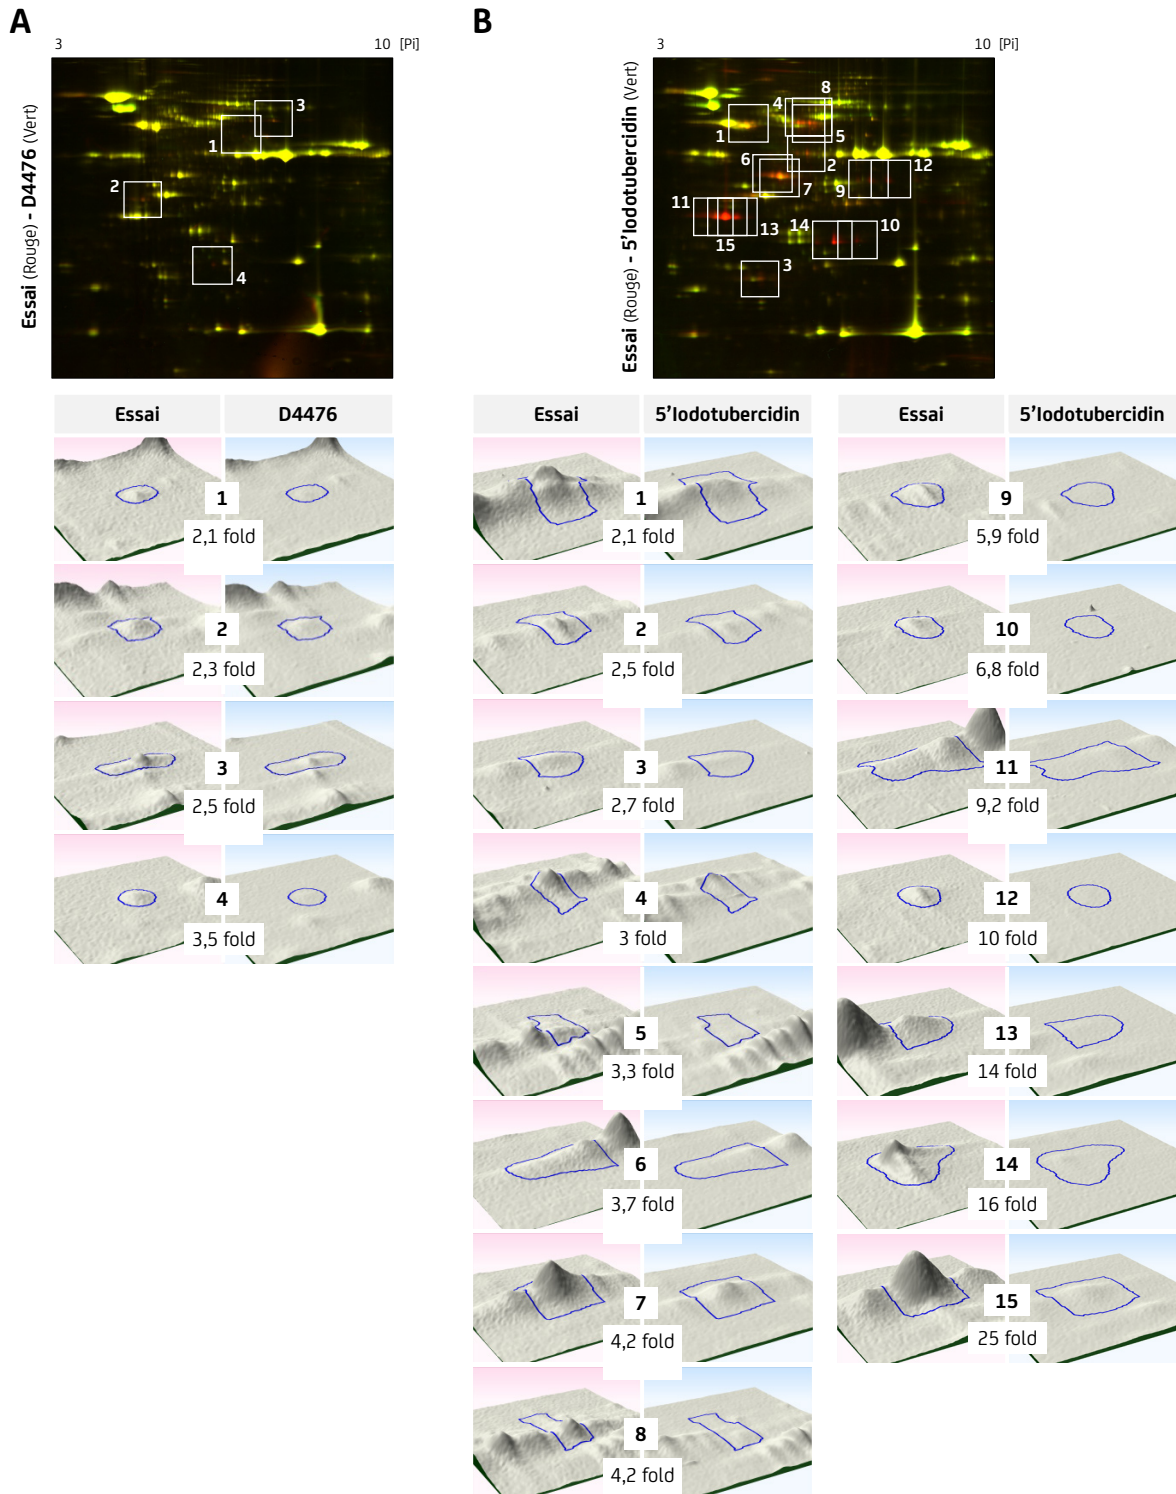 A
3 10 [Pi]
Essai (Rouge) - D4476 (Vert)
3
1
2
4
Essai D4476
1
2,1 fold
2
2,3 fold
3
2,5 fold
4
3,5 fold
B
3 10 [Pi]
Essai (Rouge) - 5'Iodotubercidin (Vert)
8
4
1 5
6 2 12
7 9
11 14 10
15 13
3
Essai 5'Iodotubercidin
1
2,1 fold
2
2,5 fold
3
2,7 fold
4
3 fold
5
3,3 fold
6
3,7 fold
7
4,2 fold
8
4,2 fold
Essai 5'Iodotubercidin
9
5,9 fold
10
6,8 fold
11
9,2 fold
12
10 fold
13
14 fold
14
16 fold
15
25 fold